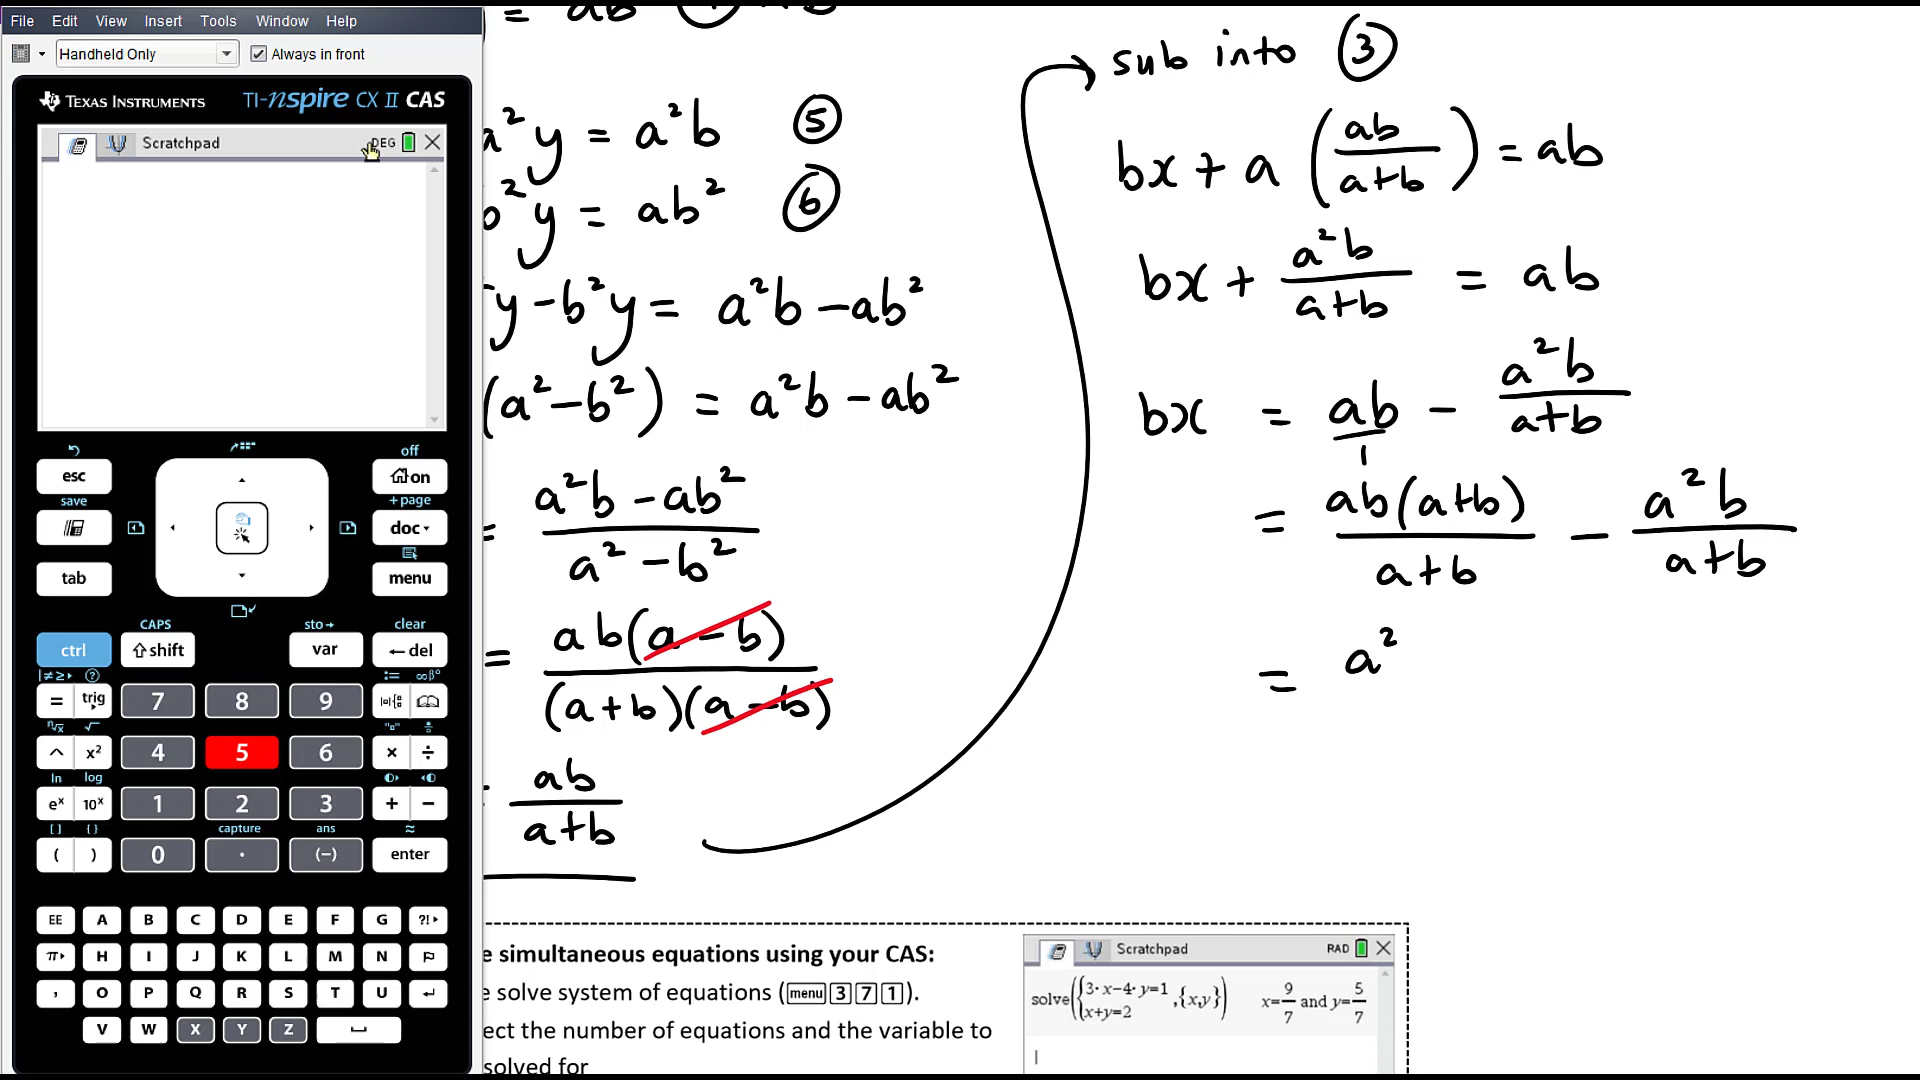 File Edit View Insert Tools Window Help
Handheld Only Always in front
TEXAS INSTRUMENTS TI-nspire CX II CAS
Scratchpad DEG
off
esc on
save + page
doc
tab menu
CAPS sto→ clear
ctrl shift var ←del
|≠≥▸ ? := ∞β°
= trig 7 8 9
ⁿ√x √ "□"
^ x² 4 5 6 × ÷
ln log
eˣ 10ˣ 1 2 3 + −
[ ] { } capture ans ≈
( ) 0 . (−) enter
EE A B C D E F G ?!▸
π▸ H I J K L M N
, O P Q R S T U
V W X Y Z
= ab
a²y = a²b ⑤
b²y = ab² ⑥
y − b²y = a²b − ab²
(a² − b²) = a²b − ab²
= (a²b − ab²)/(a² − b²)
= ab(a − b)/((a + b)(a − b))
ab/(a + b)
sub into ③
bx + a (ab/(a+b)) = ab
bx + a²b/(a+b) = ab
bx = ab/1 − a²b/(a+b)
= ab(a+b)/(a+b) − a²b/(a+b)
= a²
e simultaneous equations using your CAS:
e solve system of equations (menu 3 7 1).
ect the number of equations and the variable to
solved for
Scratchpad RAD
solve({3·x−4·y=1, x+y=2 ,{x,y}) x=9/7 and y=5/7